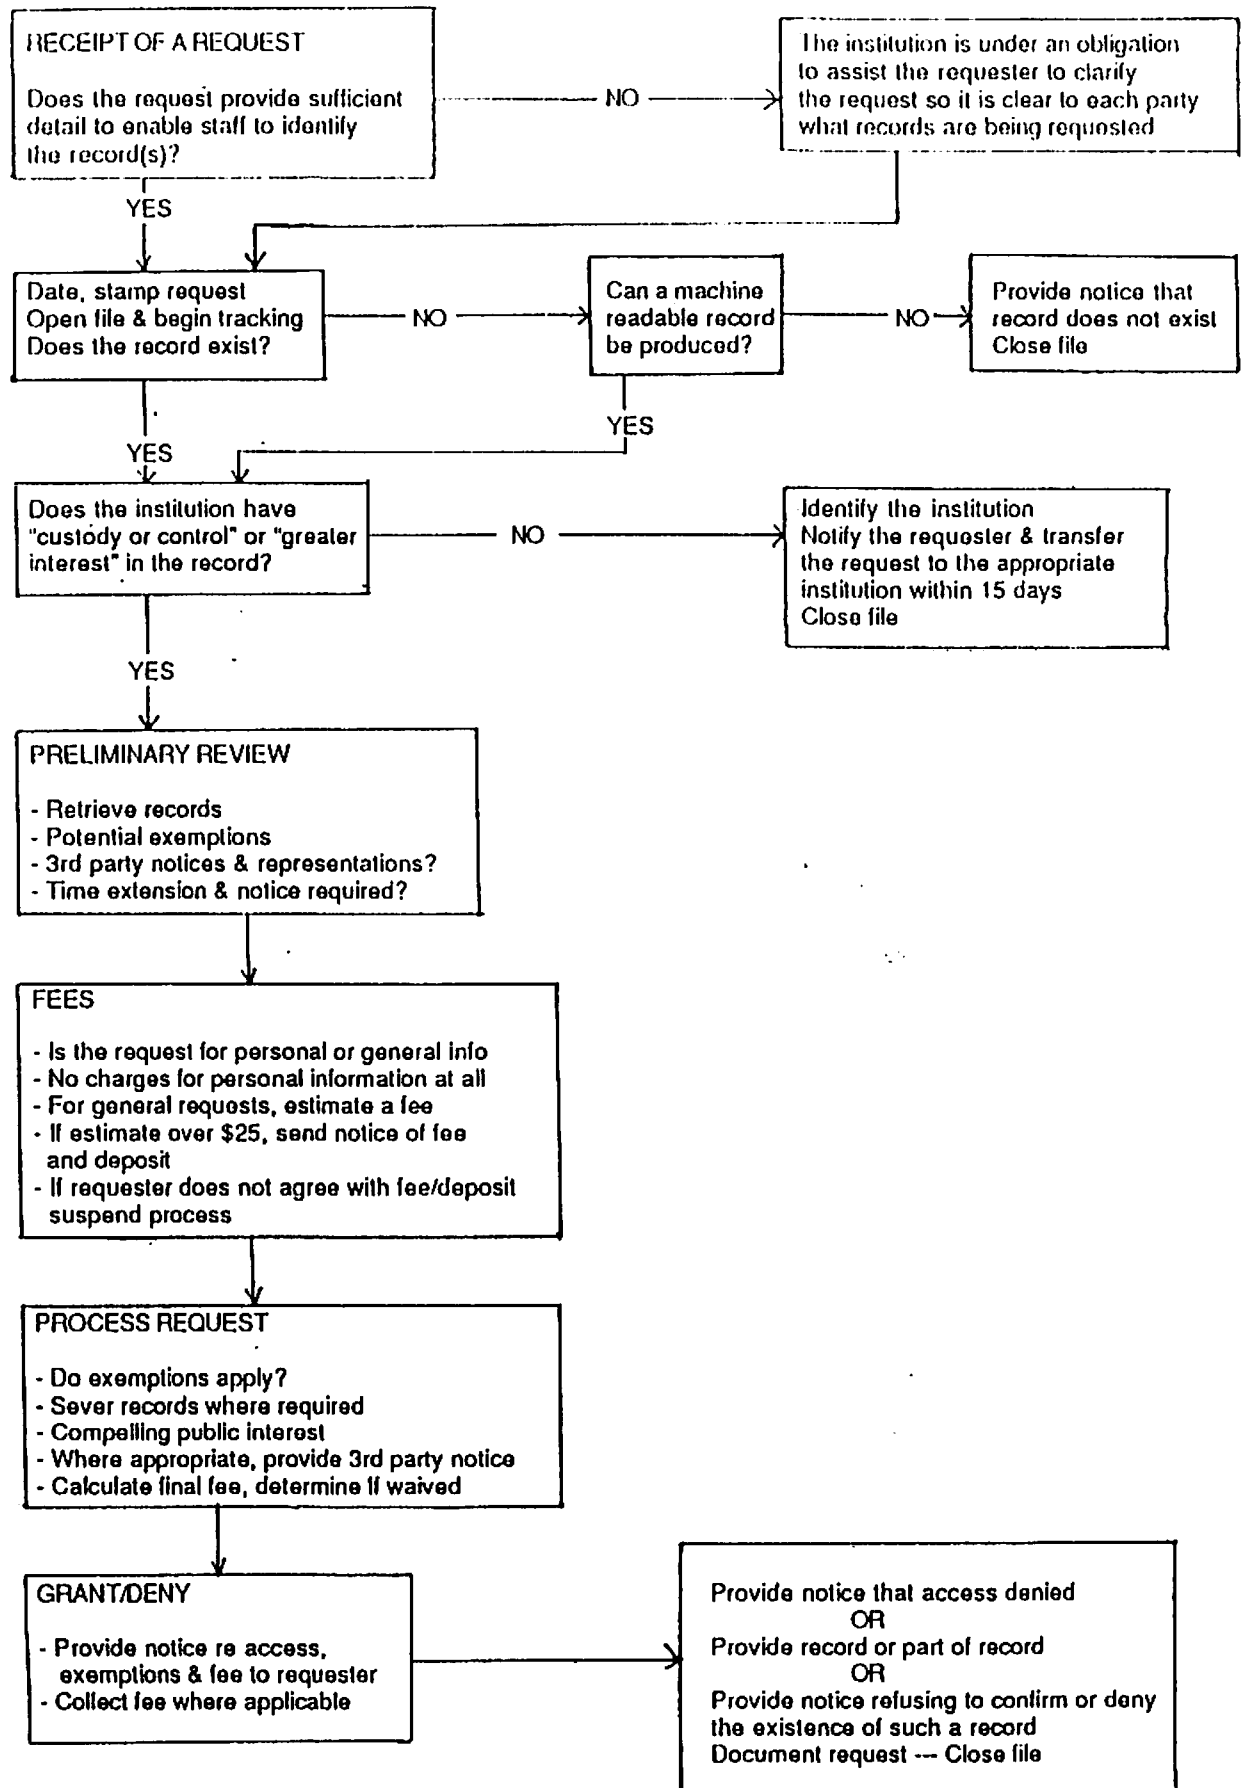 RECEIPT OF A REQUEST
Does the request provide sufficient
detail to enable staff to identify
the record(s)?
NO
The institution is under an obligation
to assist the requester to clarify
the request so it is clear to each party
what records are being requested
YES
Date, stamp request
Open file & begin tracking
Does the record exist?
NO
Can a machine
readable record
be produced?
NO
Provide notice that
record does not exist
Close file
YES
YES
Does the institution have
"custody or control" or "greater
interest" in the record?
NO
Identify the institution
Notify the requester & transfer
the request to the appropriate
institution within 15 days
Close file
YES
PRELIMINARY REVIEW
- Retrieve records
- Potential exemptions
- 3rd party notices & representations?
- Time extension & notice required?
FEES
- Is the request for personal or general info
- No charges for personal information at all
- For general requests, estimate a fee
- If estimate over $25, send notice of fee
and deposit
- If requester does not agree with fee/deposit
suspend process
PROCESS REQUEST
- Do exemptions apply?
- Sever records where required
- Compelling public interest
- Where appropriate, provide 3rd party notice
- Calculate final fee, determine if waived
GRANT/DENY
- Provide notice re access,
exemptions & fee to requester
- Collect fee where applicable
Provide notice that access denied
OR
Provide record or part of record
OR
Provide notice refusing to confirm or deny
the existence of such a record
Document request --- Close file